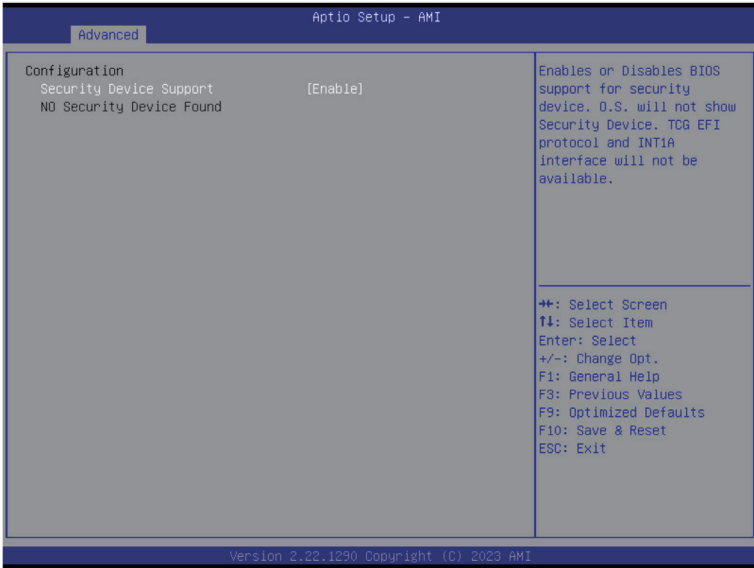 Aptio Setup – AMI
Advanced
Configuration
Security Device Support [Enable]
NO Security Device Found
Enables or Disables BIOS
support for security
device. O.S. will not show
Security Device. TCG EFI
protocol and INT1A
interface will not be
available.
→←: Select Screen
↑↓: Select Item
Enter: Select
+/-: Change Opt.
F1: General Help
F3: Previous Values
F9: Optimized Defaults
F10: Save & Reset
ESC: Exit
Version 2.22.1290 Copyright (C) 2023 AMI